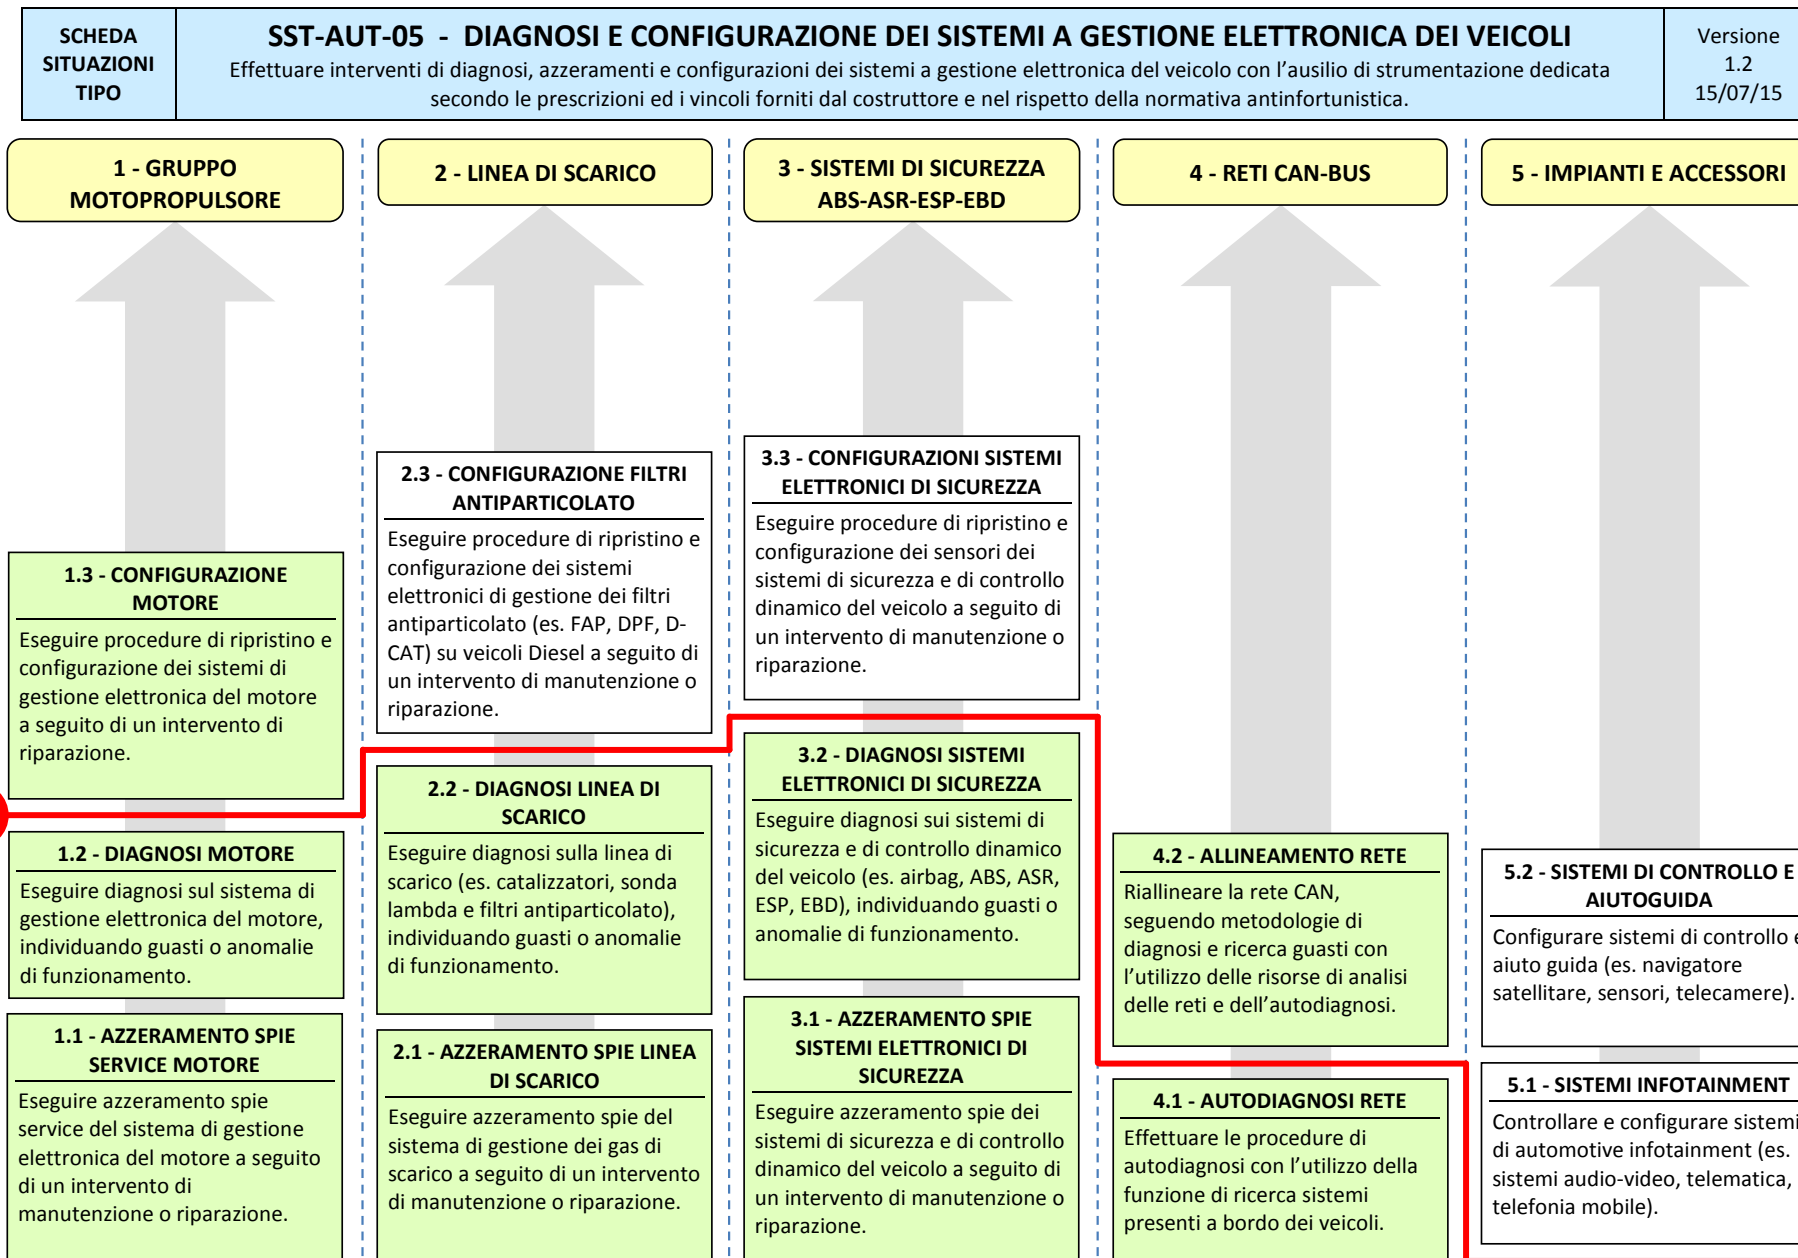 SCHEDA
SITUAZIONI
TIPO
SST-AUT-05 - DIAGNOSI E CONFIGURAZIONE DEI SISTEMI A GESTIONE ELETTRONICA DEI VEICOLI
Effettuare interventi di diagnosi, azzeramenti e configurazioni dei sistemi a gestione elettronica del veicolo con l'ausilio di strumentazione dedicata
secondo le prescrizioni ed i vincoli forniti dal costruttore e nel rispetto della normativa antinfortunistica.
Versione
1.2
15/07/15
1 - GRUPPO
MOTOPROPULSORE
1.3 - CONFIGURAZIONE
MOTORE
Eseguire procedure di ripristino e
configurazione dei sistemi di
gestione elettronica del motore
a seguito di un intervento di
riparazione.
1.2 - DIAGNOSI MOTORE
Eseguire diagnosi sul sistema di
gestione elettronica del motore,
individuando guasti o anomalie
di funzionamento.
1.1 - AZZERAMENTO SPIE
SERVICE MOTORE
Eseguire azzeramento spie
service del sistema di gestione
elettronica del motore a seguito
di un intervento di
manutenzione o riparazione.
2 - LINEA DI SCARICO
2.3 - CONFIGURAZIONE FILTRI
ANTIPARTICOLATO
Eseguire procedure di ripristino e
configurazione dei sistemi
elettronici di gestione dei filtri
antiparticolato (es. FAP, DPF, D-
CAT) su veicoli Diesel a seguito di
un intervento di manutenzione o
riparazione.
2.2 - DIAGNOSI LINEA DI
SCARICO
Eseguire diagnosi sulla linea di
scarico (es. catalizzatori, sonda
lambda e filtri antiparticolato),
individuando guasti o anomalie
di funzionamento.
2.1 - AZZERAMENTO SPIE LINEA
DI SCARICO
Eseguire azzeramento spie del
sistema di gestione dei gas di
scarico a seguito di un intervento
di manutenzione o riparazione.
3 - SISTEMI DI SICUREZZA
ABS-ASR-ESP-EBD
3.3 - CONFIGURAZIONI SISTEMI
ELETTRONICI DI SICUREZZA
Eseguire procedure di ripristino e
configurazione dei sensori dei
sistemi di sicurezza e di controllo
dinamico del veicolo a seguito di
un intervento di manutenzione o
riparazione.
3.2 - DIAGNOSI SISTEMI
ELETTRONICI DI SICUREZZA
Eseguire diagnosi sui sistemi di
sicurezza e di controllo dinamico
del veicolo (es. airbag, ABS, ASR,
ESP, EBD), individuando guasti o
anomalie di funzionamento.
3.1 - AZZERAMENTO SPIE
SISTEMI ELETTRONICI DI
SICUREZZA
Eseguire azzeramento spie dei
sistemi di sicurezza e di controllo
dinamico del veicolo a seguito di
un intervento di manutenzione o
riparazione.
4 - RETI CAN-BUS
4.2 - ALLINEAMENTO RETE
Riallineare la rete CAN,
seguendo metodologie di
diagnosi e ricerca guasti con
l'utilizzo delle risorse di analisi
delle reti e dell'autodiagnosi.
4.1 - AUTODIAGNOSI RETE
Effettuare le procedure di
autodiagnosi con l'utilizzo della
funzione di ricerca sistemi
presenti a bordo dei veicoli.
5 - IMPIANTI E ACCESSORI
5.2 - SISTEMI DI CONTROLLO E
AIUTOGUIDA
Configurare sistemi di controllo e
aiuto guida (es. navigatore
satellitare, sensori, telecamere).
5.1 - SISTEMI INFOTAINMENT
Controllare e configurare sistemi
di automotive infotainment (es.
sistemi audio-video, telematica,
telefonia mobile).